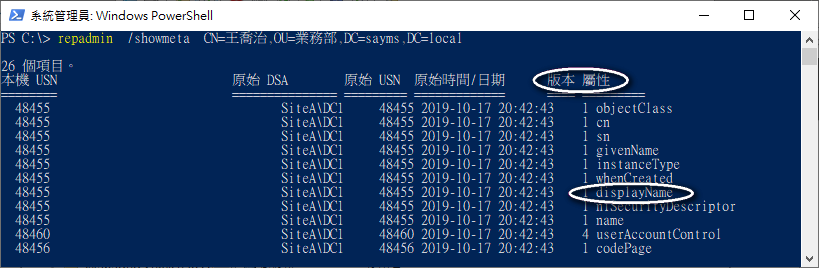 系統管理員: Windows PowerShell
PS C:\> repadmin /showmeta CN=王喬治,OU=業務部,DC=sayms,DC=local
26 個項目。
本機 USN 原始 DSA 原始 USN 原始時間/日期 版本 屬性
======= =============== ========= ============= === =========
48455 SiteA\DC1 48455 2019-10-17 20:42:43 1 objectClass
48455 SiteA\DC1 48455 2019-10-17 20:42:43 1 cn
48455 SiteA\DC1 48455 2019-10-17 20:42:43 1 sn
48455 SiteA\DC1 48455 2019-10-17 20:42:43 1 givenName
48455 SiteA\DC1 48455 2019-10-17 20:42:43 1 instanceType
48455 SiteA\DC1 48455 2019-10-17 20:42:43 1 whenCreated
48455 SiteA\DC1 48455 2019-10-17 20:42:43 1 displayName
48455 SiteA\DC1 48455 2019-10-17 20:42:43 1 nTSecurityDescriptor
48455 SiteA\DC1 48455 2019-10-17 20:42:43 1 name
48460 SiteA\DC1 48460 2019-10-17 20:42:43 4 userAccountControl
48456 SiteA\DC1 48456 2019-10-17 20:42:43 1 codePage